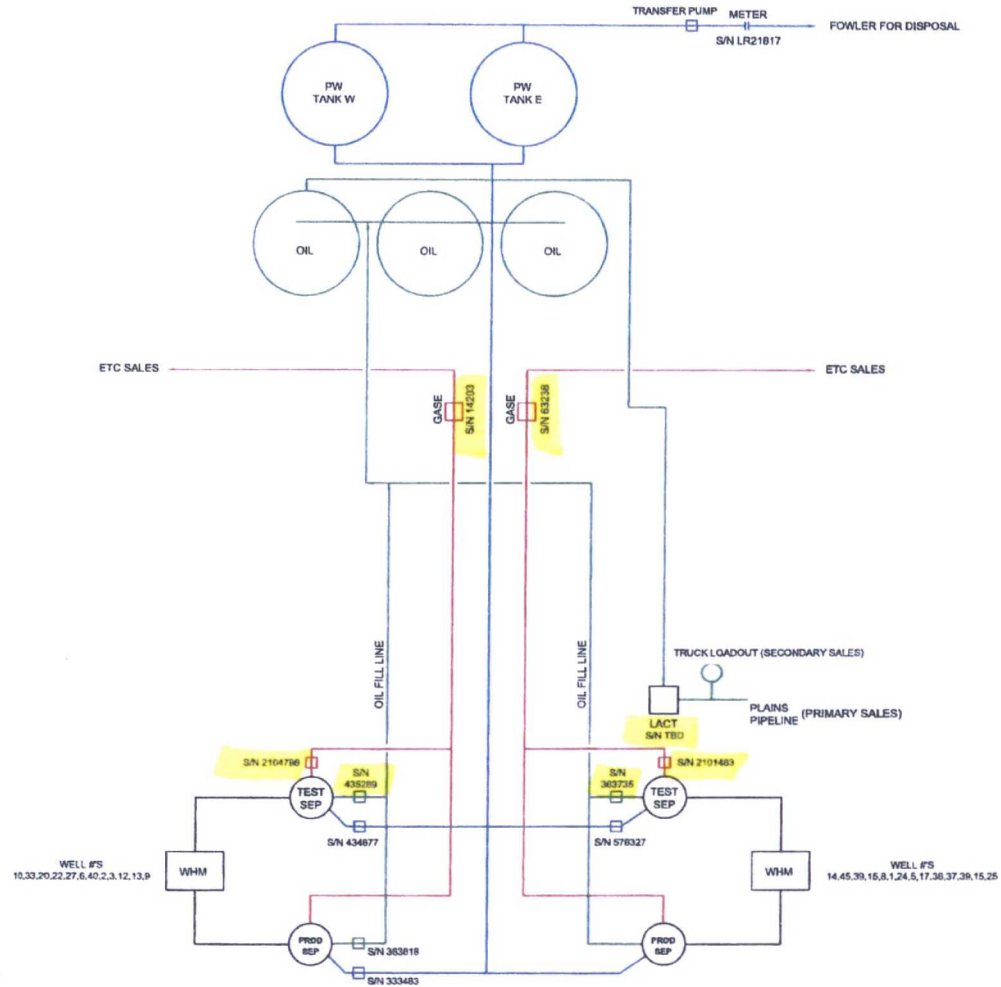 TRANSFER PUMP
METER
S/N LR21817
FOWLER FOR DISPOSAL
PW
TANK W
PW
TANK E
OIL
OIL
OIL
ETC SALES
ETC SALES
GASE
S/N 14203
GASE
S/N 63238
OIL FILL LINE
OIL FILL LINE
TRUCK LOADOUT (SECONDARY SALES)
PLAINS
PIPELINE (PRIMARY SALES)
LACT
S/N TBD
S/N 2164798
S/N
435289
S/N
363735
S/N 2101483
TEST
SEP
TEST
SEP
S/N 434877
S/N 576327
WELL #'S
10,33,20,22,27,6,40,2,3,12,13,9
WHM
WHM
WELL #'S
14,45,39,15,8,1,24,5,17,36,37,39,15,25
PROD
SEP
PROD
SEP
S/N 363818
S/N 333483